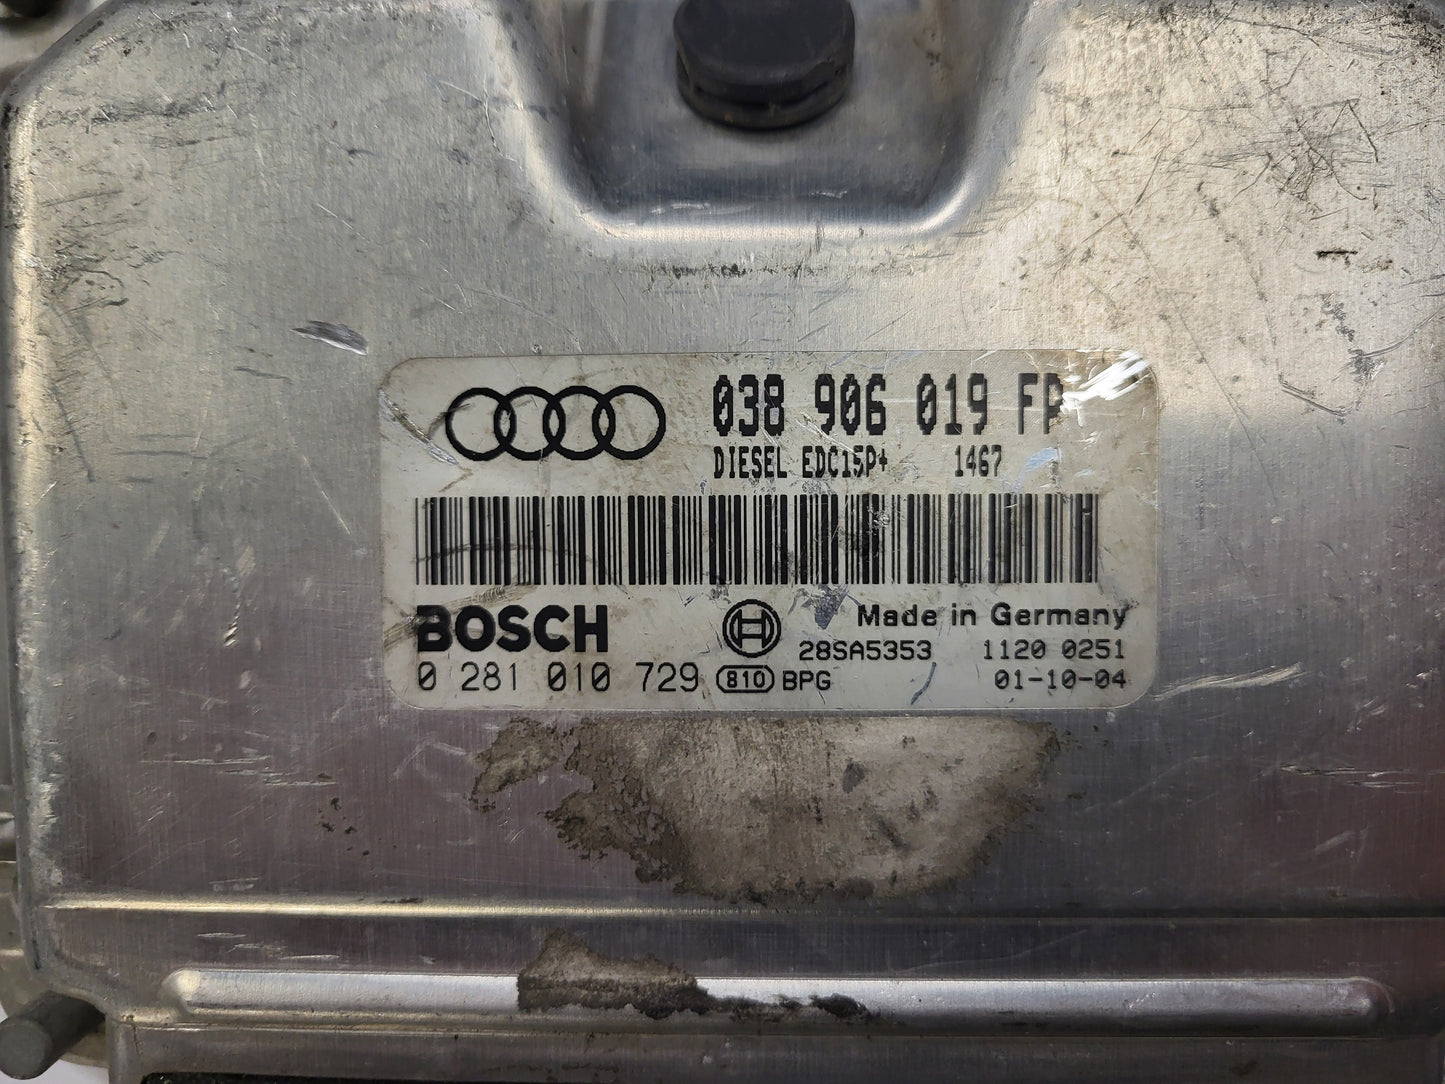 038 906 019 FP
DIESEL EDC15P+ 1467
BOSCH
Made in Germany
28SA5353 1120 0251
0 281 010 729 810 BPG 01-10-04